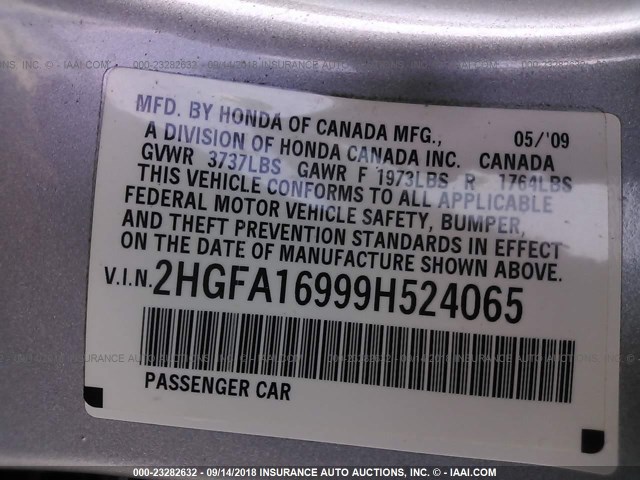 MFD. BY HONDA OF CANADA MFG., 05/'09
A DIVISION OF HONDA CANADA INC. CANADA
GVWR 3737LBS GAWR F 1973LBS R 1764LBS
THIS VEHICLE CONFORMS TO ALL APPLICABLE
FEDERAL MOTOR VEHICLE SAFETY, BUMPER,
AND THEFT PREVENTION STANDARDS IN EFFECT
ON THE DATE OF MANUFACTURE SHOWN ABOVE.
V.I.N. 2HGFA16999H524065
PASSENGER CAR
000-23282632 - 09/14/2018 INSURANCE AUTO AUCTIONS, INC. - © IAAI.COM